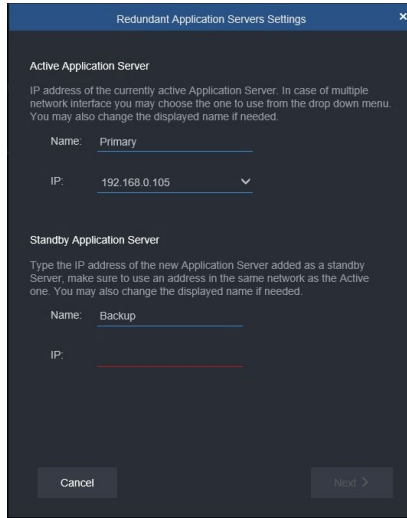 Redundant Application Servers Settings
Active Application Server
IP address of the currently active Application Server. In case of multiple
network interface you may choose the one to use from the drop down menu.
You may also change the displayed name if needed.
Name: Primary
IP: 192.168.0.105
Standby Application Server
Type the IP address of the new Application Server added as a standby
Server, make sure to use an address in the same network as the Active
one. You may also change the displayed name if needed.
Name: Backup
IP:
Cancel Next